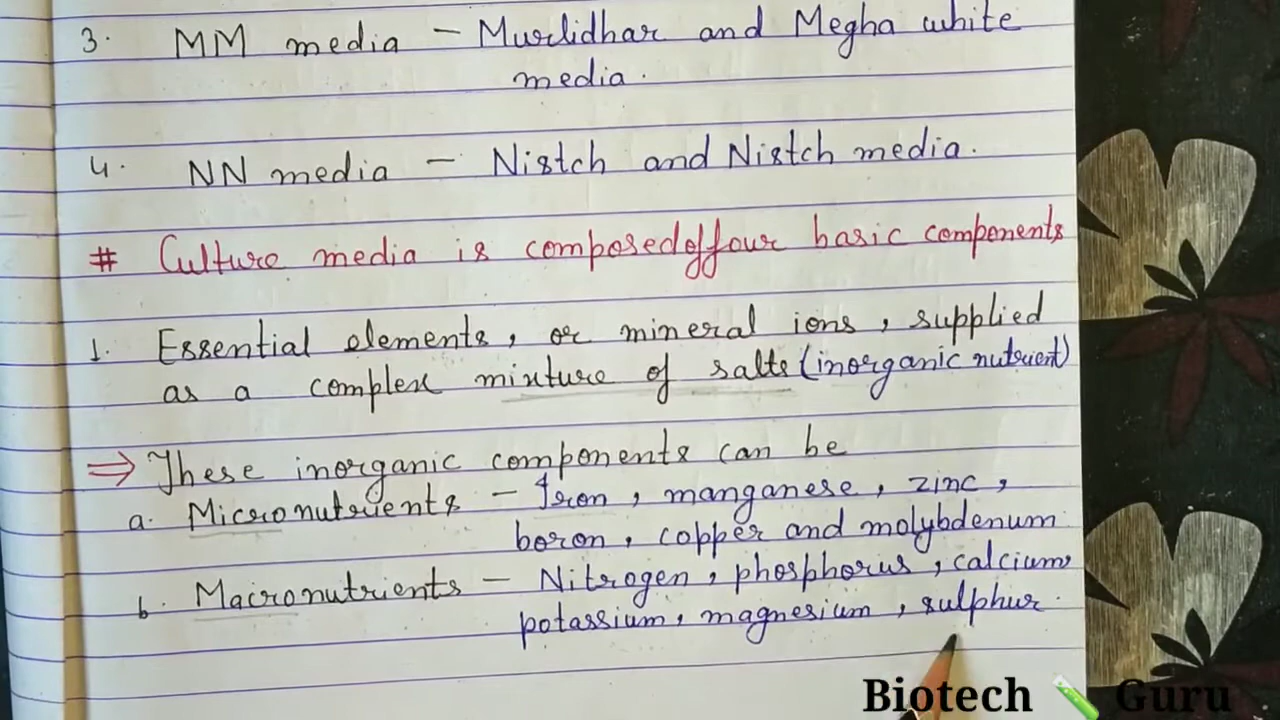 3. MM media - Murlidhar and Megha white
media.
4. NN media - Nistch and Nistch media.
# Culture media is composed of four basic components
1. Essential elements, or mineral ions, supplied
as a complex mixture of salts (inorganic nutrient)
⇒ These inorganic components can be
a. Micronutrients - Iron, manganese, zinc,
boron, copper and molybdenum
b. Macronutrients - Nitrogen, phosphorus, calcium,
potassium, magnesium, sulphur.
Biotech Guru